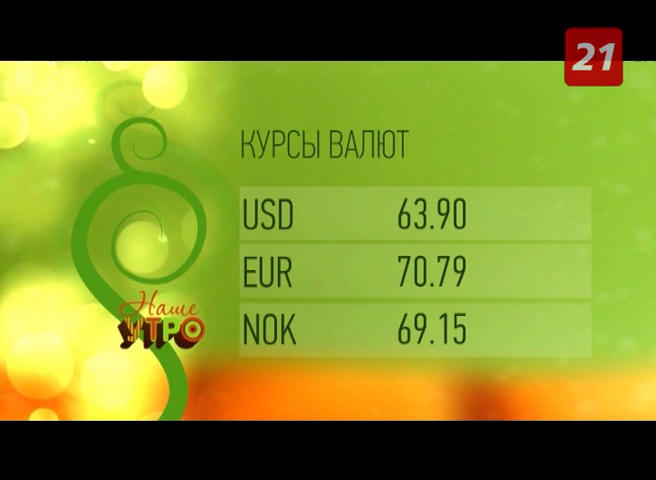 21
КУРСЫ ВАЛЮТ
USD 63.90
EUR 70.79
NOK 69.15
Наше
УТРО